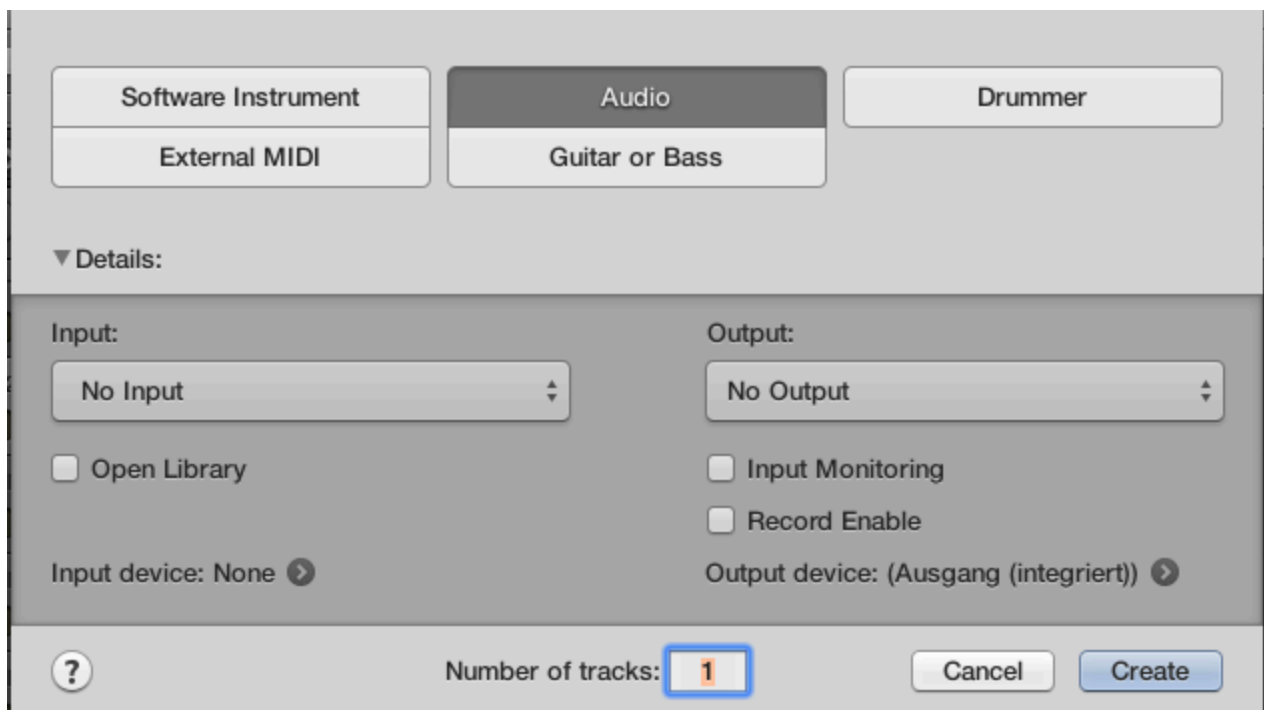 Software Instrument
Audio
Drummer
External MIDI
Guitar or Bass
Details:
Input:
Output:
No Input
No Output
Open Library
Input Monitoring
Record Enable
Input device: None
Output device: (Ausgang (integriert))
?
Number of tracks: 1
Cancel
Create